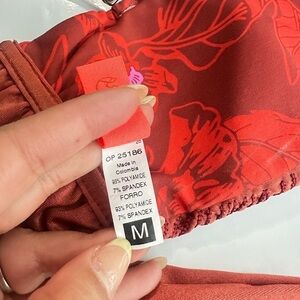 OP 25186
Made in
Colombia
93% POLYAMIDE
7% SPANDEX
FORRO
93% POLYAMIDE
7% SPANDEX
M